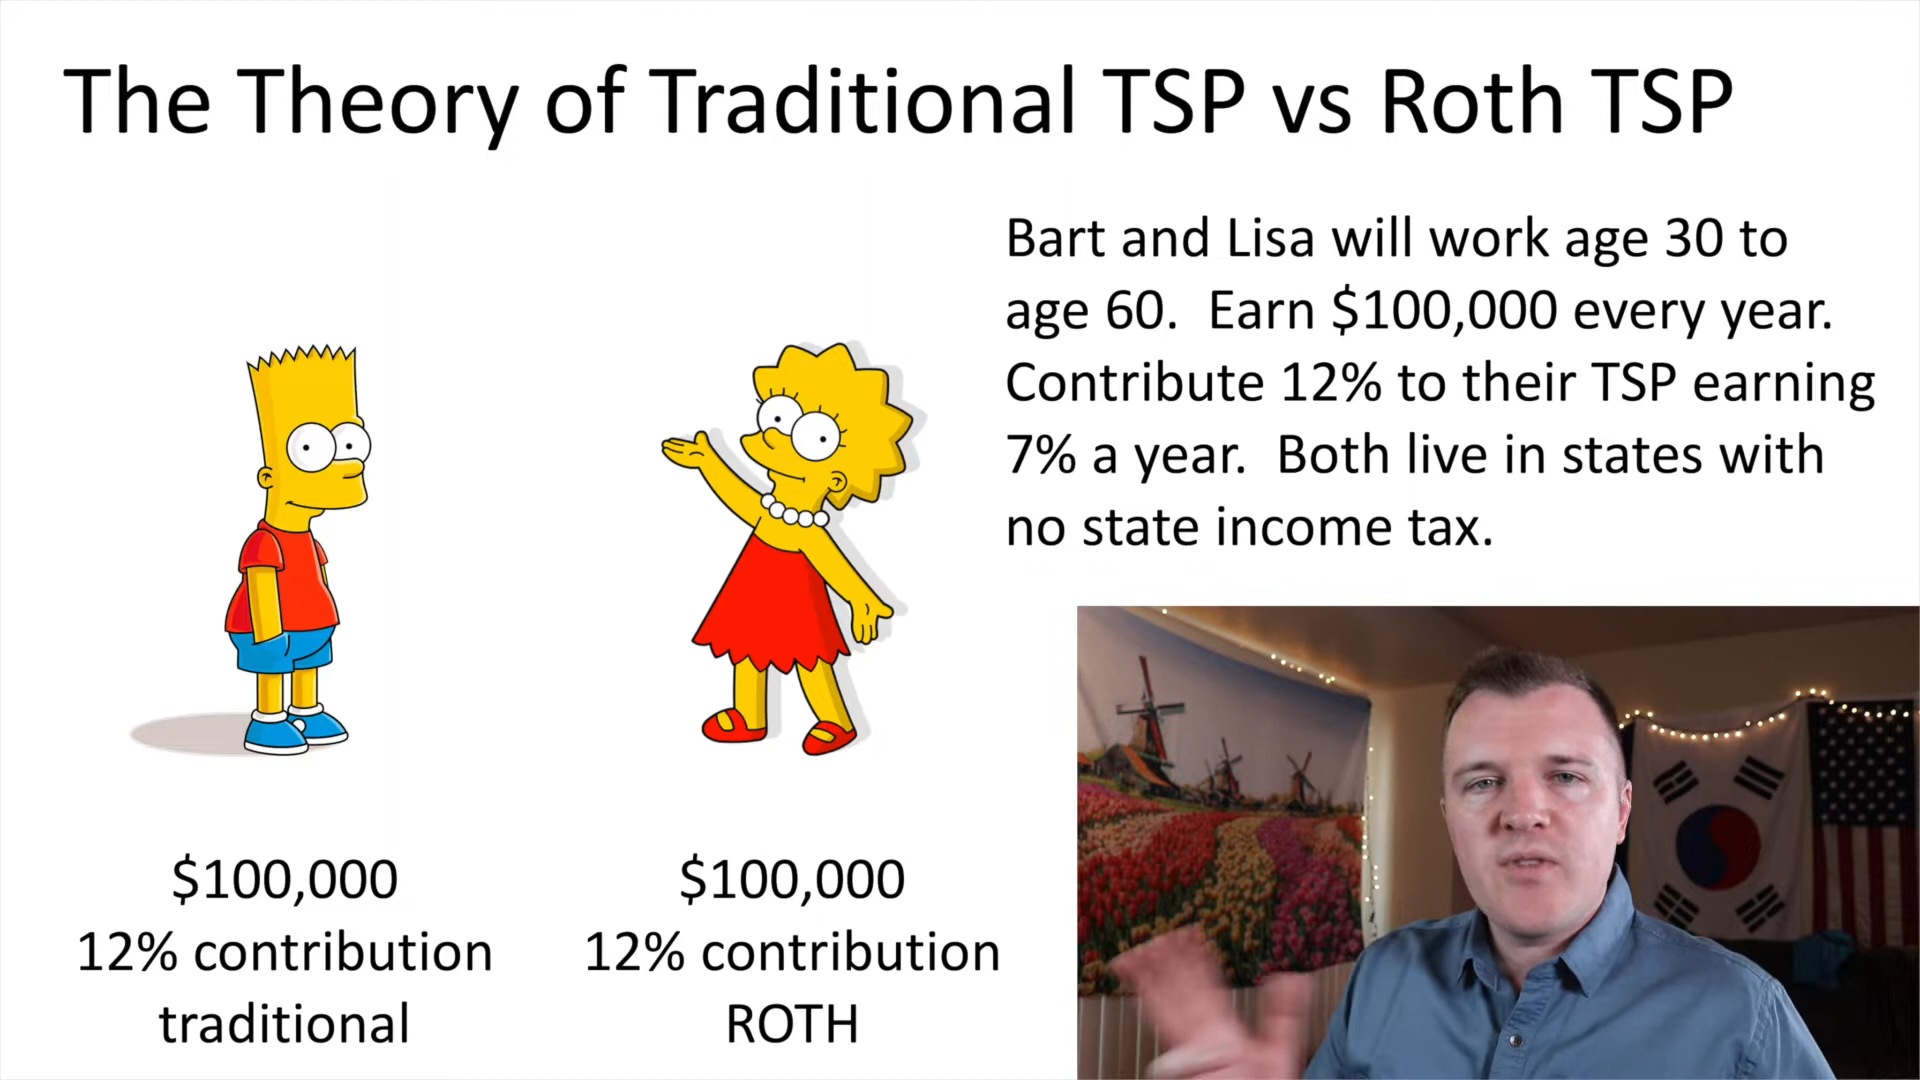 The Theory of Traditional TSP vs Roth TSP
Bart and Lisa will work age 30 to
age 60.  Earn $100,000 every year.
Contribute 12% to their TSP earning
7% a year.  Both live in states with
no state income tax.
$100,000
12% contribution
traditional
$100,000
12% contribution
ROTH